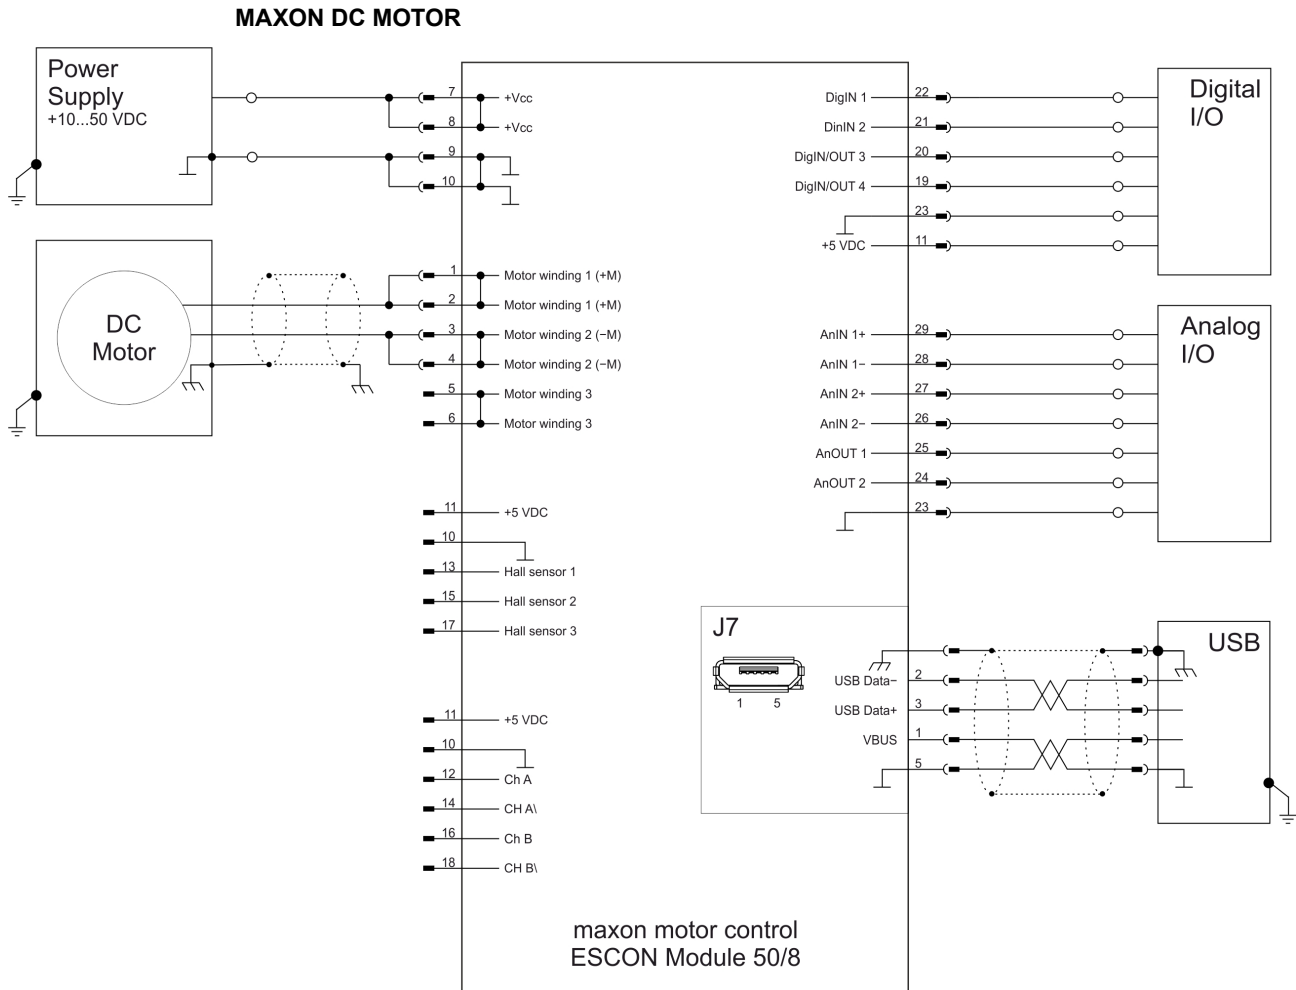 MAXON DC MOTOR
Power
Supply
+10...50 VDC
7 +Vcc
8 +Vcc
9
10
DC
Motor
1 Motor winding 1 (+M)
2 Motor winding 1 (+M)
3 Motor winding 2 (−M)
4 Motor winding 2 (−M)
5 Motor winding 3
6 Motor winding 3
11 +5 VDC
10
13 Hall sensor 1
15 Hall sensor 2
17 Hall sensor 3
11 +5 VDC
10
12 Ch A
14 CH A\
16 Ch B
18 CH B\
DigIN 1 22
DinIN 2 21
DigIN/OUT 3 20
DigIN/OUT 4 19
23
+5 VDC 11
Digital
I/O
AnIN 1+ 29
AnIN 1− 28
AnIN 2+ 27
AnIN 2− 26
AnOUT 1 25
AnOUT 2 24
23
Analog
I/O
J7
1 5
USB Data− 2
USB Data+ 3
VBUS 1
5
USB
maxon motor control
ESCON Module 50/8